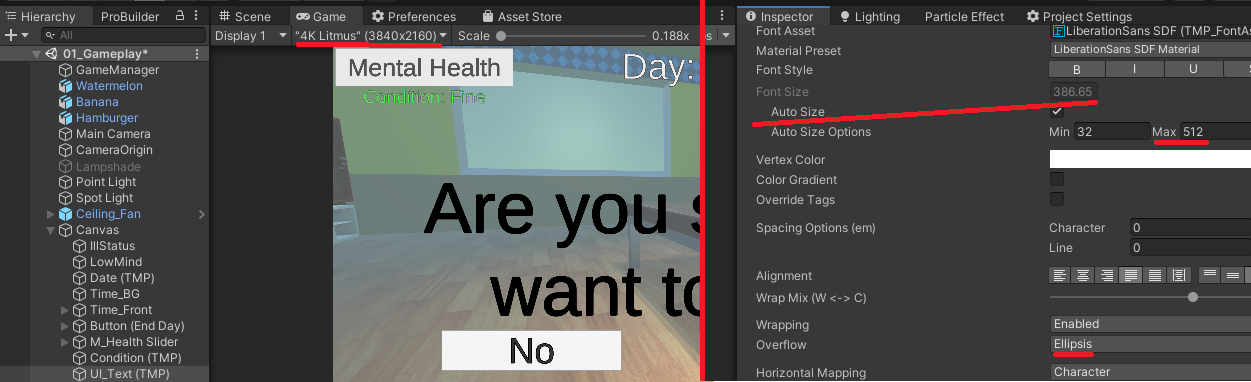 Hierarchy
ProBuilder
All
01_Gameplay*
GameManager
Watermelon
Banana
Hamburger
Main Camera
CameraOrigin
Lampshade
Point Light
Spot Light
Ceiling_Fan
Canvas
IllStatus
LowMind
Date (TMP)
Time_BG
Time_Front
Button (End Day)
M_Health Slider
Condition (TMP)
UI_Text (TMP)
Scene
Game
Preferences
Asset Store
Display 1
"4K Litmus" (3840x2160)
Scale
0.188x
Mental Health
Day:
Condition: Fine
Are you
want to
No
Inspector
Lighting
Particle Effect
Project Settings
Font Asset
LiberationSans SDF (TMP_FontAs
Material Preset
LiberationSans SDF Material
Font Style
B I U S
Font Size
386.65
Auto Size
Auto Size Options
Min 32 Max 512
Vertex Color
Color Gradient
Override Tags
Spacing Options (em)
Character 0
Line 0
Alignment
Wrap Mix (W <-> C)
Wrapping
Enabled
Overflow
Ellipsis
Horizontal Mapping
Character